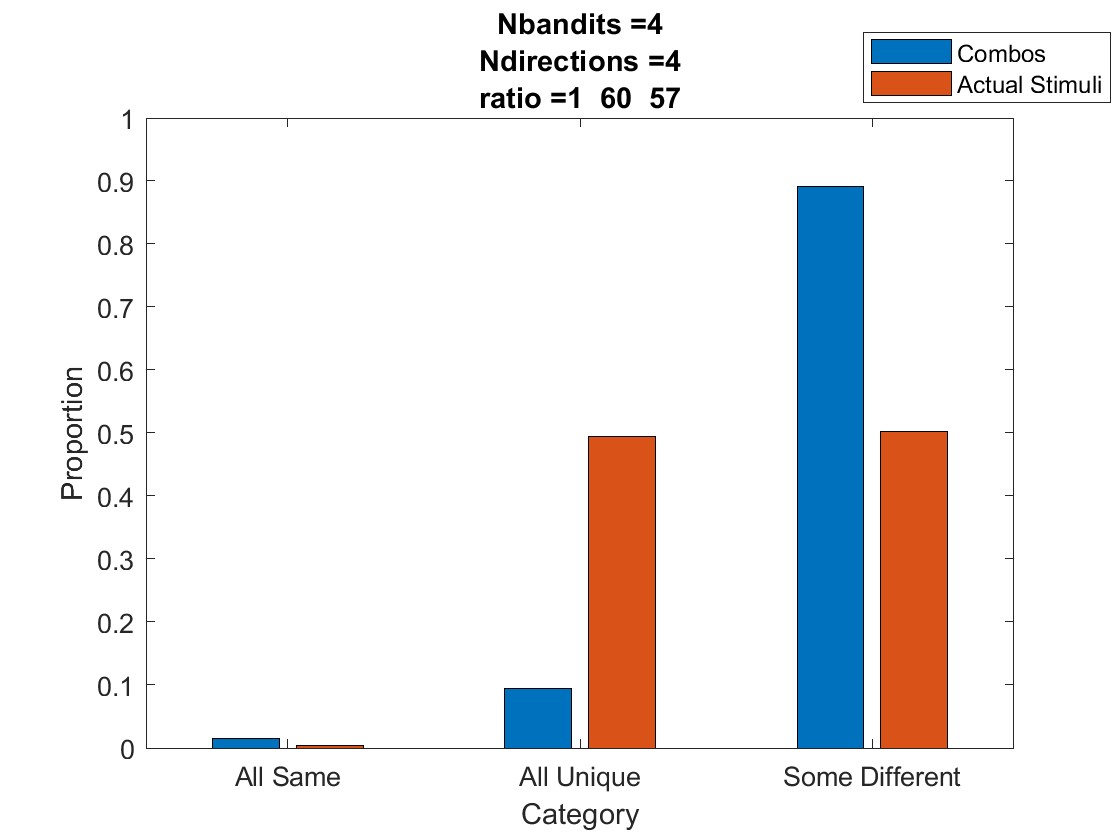 Nbandits =4
Ndirections =4
ratio =1  60  57
Combos
Actual Stimuli
1
0.9
0.8
0.7
0.6
0.5
0.4
0.3
0.2
0.1
0
Proportion
All Same
All Unique
Some Different
Category